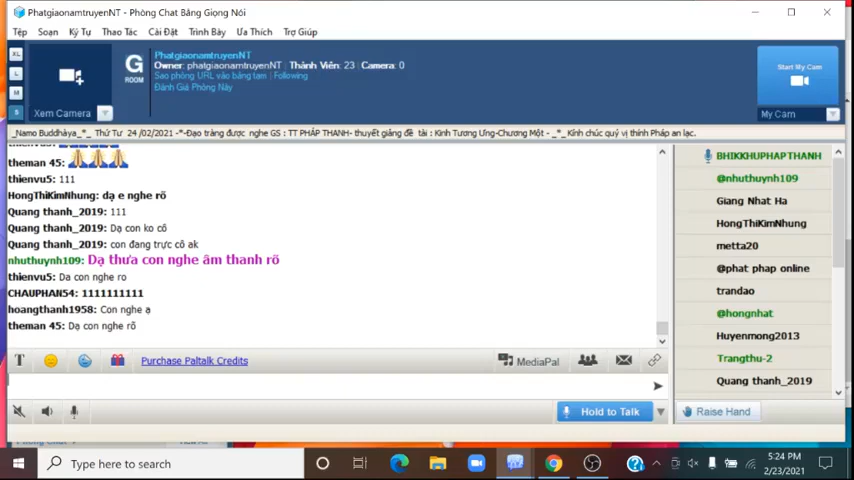 PhatgiaonamtruyenNT - Phòng Chat Bằng Giọng Nói
Tệp Soạn Ký Tự Thao Tác Cài Đặt Trình Bày Ưa Thích Trợ Giúp
XL
L
M
S
Xem Camera
G
ROOM
PhatgiaonamtruyenNT
Owner: phatgiaonamtruyenNT | Thành Viên: 23 | Camera: 0
Sao phòng URL vào bảng tạm | Following
Đánh Giá Phòng Này
Start My Cam
My Cam
_Namo Buddhàya_*_ Thứ Tư 24 /02/2021 -*-Đạo tràng được nghe GS : TT PHÁP THANH- thuyết giảng đề tài : Kinh Tương Ưng-Chương Một - _*_ Kính chúc quý vị thính Pháp an lạc.
thienvu5:
theman 45:
thienvu5: 111
HongThiKimNhung: dạ e nghe rõ
Quang thanh_2019: 111
Quang thanh_2019: Dạ con ko cô
Quang thanh_2019: con đang trực cô ak
nhuthuynh109: Dạ thưa con nghe âm thanh rõ
thienvu5: Da con nghe ro
CHAUPHAN54: 1111111111
hoangthanh1958: Con nghe ạ
theman 45: Dạ con nghe rõ
BHIKKHUPHAPTHANH
@nhuthuynh109
Giang Nhat Ha
HongThiKimNhung
metta20
@phat phap online
trandao
@hongnhat
Huyenmong2013
Trangthu-2
Quang thanh_2019
T Purchase Paltalk Credits MediaPal
Hold to Talk Raise Hand
Type here to search
5:24 PM
2/23/2021